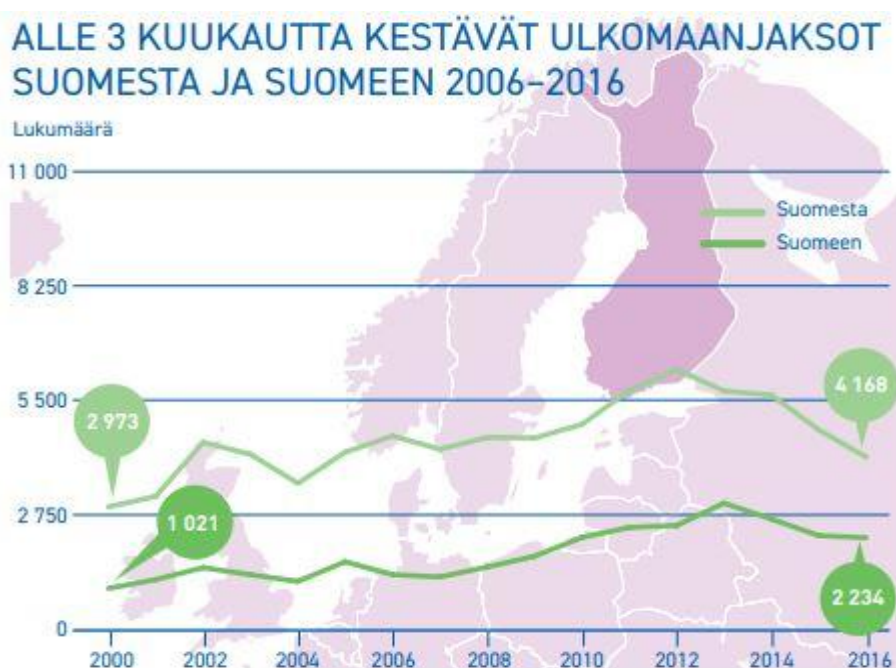 ALLE 3 KUUKAUTTA KESTÄVÄT ULKOMAANJAKSOT
SUOMESTA JA SUOMEEN 2006–2016
Lukumäärä
11 000
Suomesta
Suomeen
8 250
5 500
2 973
4 168
2 750
1 021
2 234
0
2000 2002 2004 2006 2008 2010 2012 2014 2016